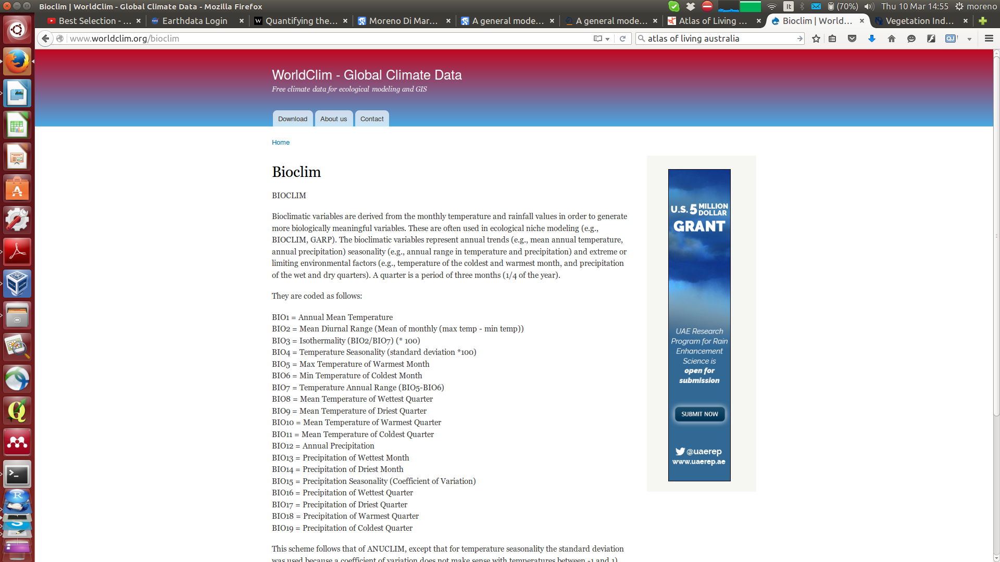 Bioclim | WorldClim - Global Climate Data - Mozilla Firefox
It
(70%)
Thu 10 Mar 14:55
moreno
Best Selection - ...
Earthdata Login
Quantifying the...
Moreno Di Mar...
A general mode...
A general mode...
Atlas of Living ...
Bioclim | World...
Vegetation Ind...
www.worldclim.org/bioclim
atlas of living australia
WorldClim - Global Climate Data
Free climate data for ecological modeling and GIS
Download
About us
Contact
Home
Bioclim
BIOCLIM
Bioclimatic variables are derived from the monthly temperature and rainfall values in order to generate
more biologically meaningful variables. These are often used in ecological niche modeling (e.g.,
BIOCLIM, GARP). The bioclimatic variables represent annual trends (e.g., mean annual temperature,
annual precipitation) seasonality (e.g., annual range in temperature and precipitation) and extreme or
limiting environmental factors (e.g., temperature of the coldest and warmest month, and precipitation
of the wet and dry quarters). A quarter is a period of three months (1/4 of the year).
They are coded as follows:
BIO1 = Annual Mean Temperature
BIO2 = Mean Diurnal Range (Mean of monthly (max temp - min temp))
BIO3 = Isothermality (BIO2/BIO7) (* 100)
BIO4 = Temperature Seasonality (standard deviation *100)
BIO5 = Max Temperature of Warmest Month
BIO6 = Min Temperature of Coldest Month
BIO7 = Temperature Annual Range (BIO5-BIO6)
BIO8 = Mean Temperature of Wettest Quarter
BIO9 = Mean Temperature of Driest Quarter
BIO10 = Mean Temperature of Warmest Quarter
BIO11 = Mean Temperature of Coldest Quarter
BIO12 = Annual Precipitation
BIO13 = Precipitation of Wettest Month
BIO14 = Precipitation of Driest Month
BIO15 = Precipitation Seasonality (Coefficient of Variation)
BIO16 = Precipitation of Wettest Quarter
BIO17 = Precipitation of Driest Quarter
BIO18 = Precipitation of Warmest Quarter
BIO19 = Precipitation of Coldest Quarter
This scheme follows that of ANUCLIM, except that for temperature seasonality the standard deviation
was used because a coefficient of variation does not make sense with temperatures between -1 and 1).
U.S. 5 MILLION
DOLLAR
GRANT
UAE Research
Program for Rain
Enhancement
Science is
open for
submission
SUBMIT NOW
@uaerep
www.uaerep.ae